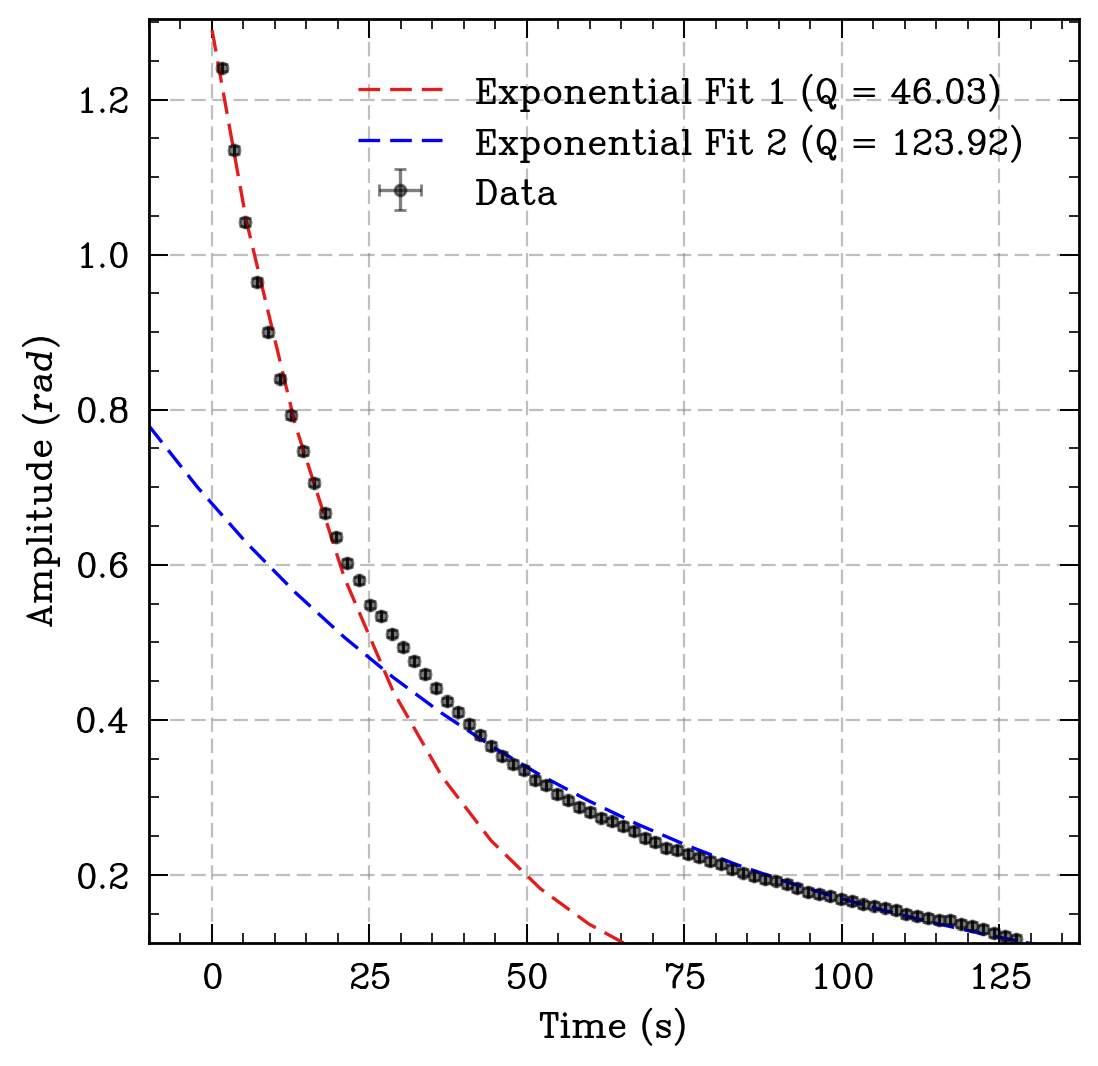 Exponential Fit 1 (Q = 46.03)
Exponential Fit 2 (Q = 123.92)
Data
1.2
1.0
0.8
0.6
0.4
0.2
Amplitude (rad)
0 25 50 75 100 125
Time (s)